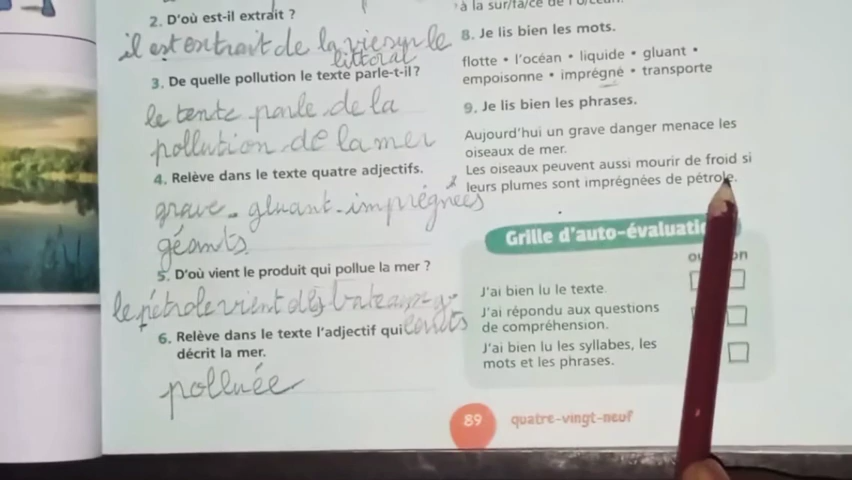 2. D'où est-il extrait ?
il est extrait de la vie sur le
littoral
3. De quelle pollution le texte parle-t-il?
le texte parle de la
pollution de la mer
4. Relève dans le texte quatre adjectifs.
grave - gluant - imprégnées
géants
5. D'où vient le produit qui pollue la mer ?
le pétrole vient des bateaux
6. Relève dans le texte l'adjectif qui
décrit la mer.
polluée
à la surface de l'océan.
8. Je lis bien les mots.
flotte • l'océan • liquide • gluant •
empoisonne • imprégné • transporte
9. Je lis bien les phrases.
Aujourd'hui un grave danger menace les
oiseaux de mer.
Les oiseaux peuvent aussi mourir de froid si
leurs plumes sont imprégnées de pétrole.
Grille d'auto-évaluati
ou on
J'ai bien lu le texte.
J'ai répondu aux questions
de compréhension.
J'ai bien lu les syllabes, les
mots et les phrases.
89 quatre-vingt-neuf